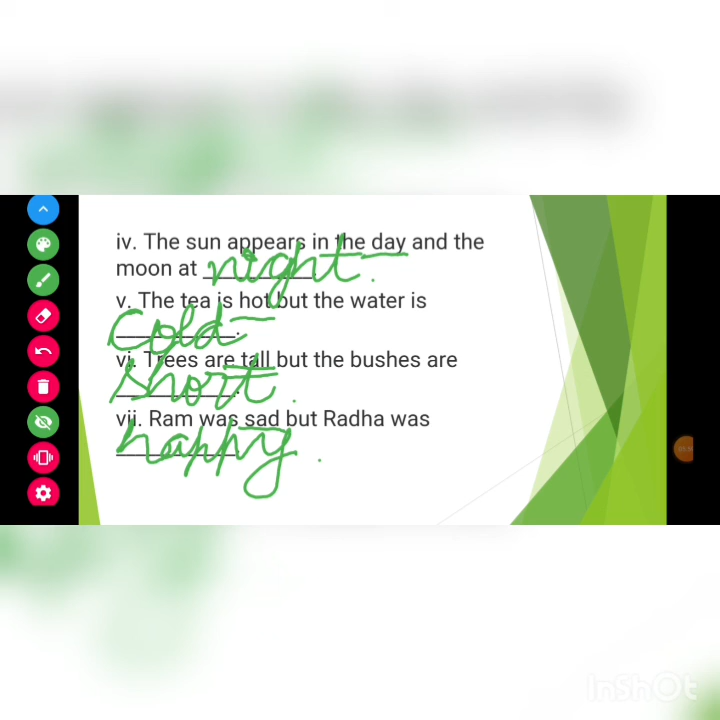 iv. The sun appears in the day and the
moon at night.
v. The tea is hot but the water is
cold.
vi. Trees are tall but the bushes are
short.
vii. Ram was sad but Radha was
happy.
InShOt